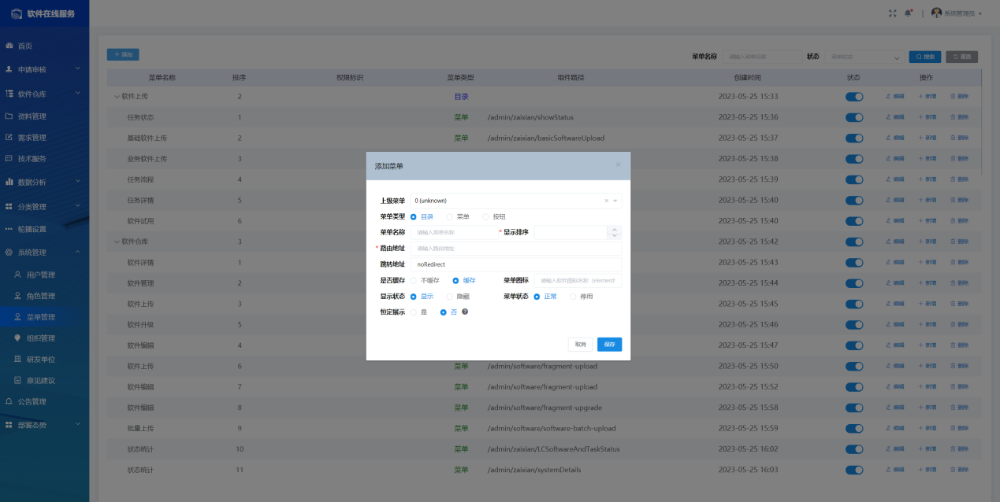 软件在线服务
系统管理员
首页
申请审核
软件仓库
资料管理
需求管理
技术服务
数据分析
分类管理
轮播设置
系统管理
用户管理
角色管理
菜单管理
组织管理
研发单位
意见建议
公告管理
部署态势
+ 添加
菜单名称 请输入菜单名称 状态 菜单状态 搜索 重置
菜单名称 排序 权限标识 菜单类型 组件路径 创建时间 状态 操作
软件上传 2 目录 2023-05-25 15:33 编辑 + 新增 删除
任务状态 1 菜单 /admin/zaixian/showStatus 2023-05-25 15:36 编辑 + 新增 删除
基础软件上传 2 菜单 /admin/zaixian/basicSoftwareUpload 2023-05-25 15:37 编辑 + 新增 删除
业务软件上传 3 2023-05-25 15:38 编辑 + 新增 删除
任务流程 4 2023-05-25 15:39 编辑 + 新增 删除
任务详情 5 2023-05-25 15:40 编辑 + 新增 删除
软件试用 6 2023-05-25 15:40 编辑 + 新增 删除
软件仓库 3 2023-05-25 15:42 编辑 + 新增 删除
软件详情 1 2023-05-25 15:43 编辑 + 新增 删除
软件管理 2 2023-05-25 15:44 编辑 + 新增 删除
软件上传 3 2023-05-25 15:45 编辑 + 新增 删除
软件升级 5 2023-05-25 15:46 编辑 + 新增 删除
软件编辑 4 2023-05-25 15:47 编辑 + 新增 删除
软件上传 6 菜单 /admin/software/fragment-upload 2023-05-25 15:50 编辑 + 新增 删除
软件编辑 7 菜单 /admin/software/fragment-upload 2023-05-25 15:52 编辑 + 新增 删除
软件编辑 8 菜单 /admin/software/fragment-upgrade 2023-05-25 15:58 编辑 + 新增 删除
批量上传 9 菜单 /admin/software/software-batch-upload 2023-05-25 15:59 编辑 + 新增 删除
状态统计 10 菜单 /admin/zaixian/LCSoftwareAndTaskStatus 2023-05-25 16:02 编辑 + 新增 删除
状态统计 11 菜单 /admin/zaixian/systemDetails 2023-05-25 16:03 编辑 + 新增 删除
添加菜单 ×
上级菜单 0 (unknown) ×
菜单类型 目录 菜单 按钮
菜单名称 请输入菜单名称 * 显示排序
* 路由地址 请输入路由地址
跳转地址 noRedirect
是否缓存 不缓存 缓存 菜单图标 请输入软件图标名称（element
显示状态 显示 隐藏 菜单状态 正常 停用
恒定展示 是 否 ?
取消 保存